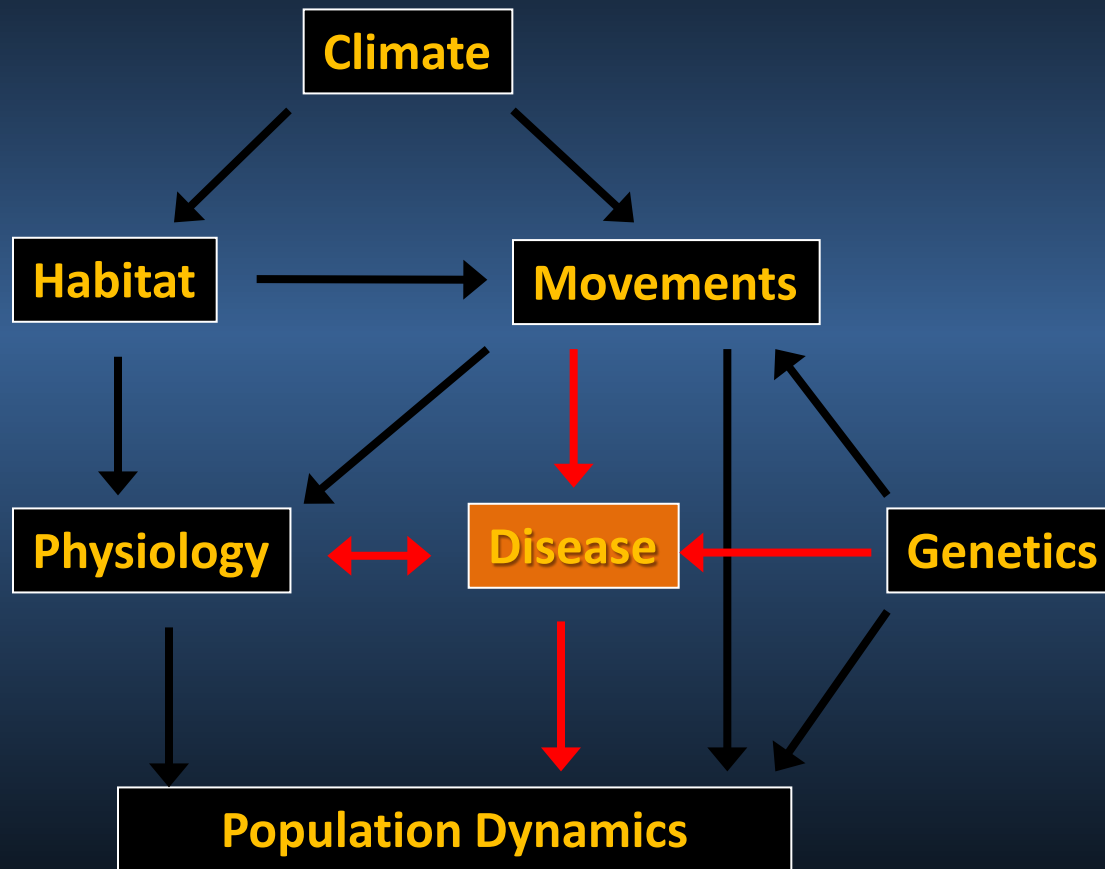 Climate
Habitat
Movements
Physiology
Disease
Genetics
Population Dynamics